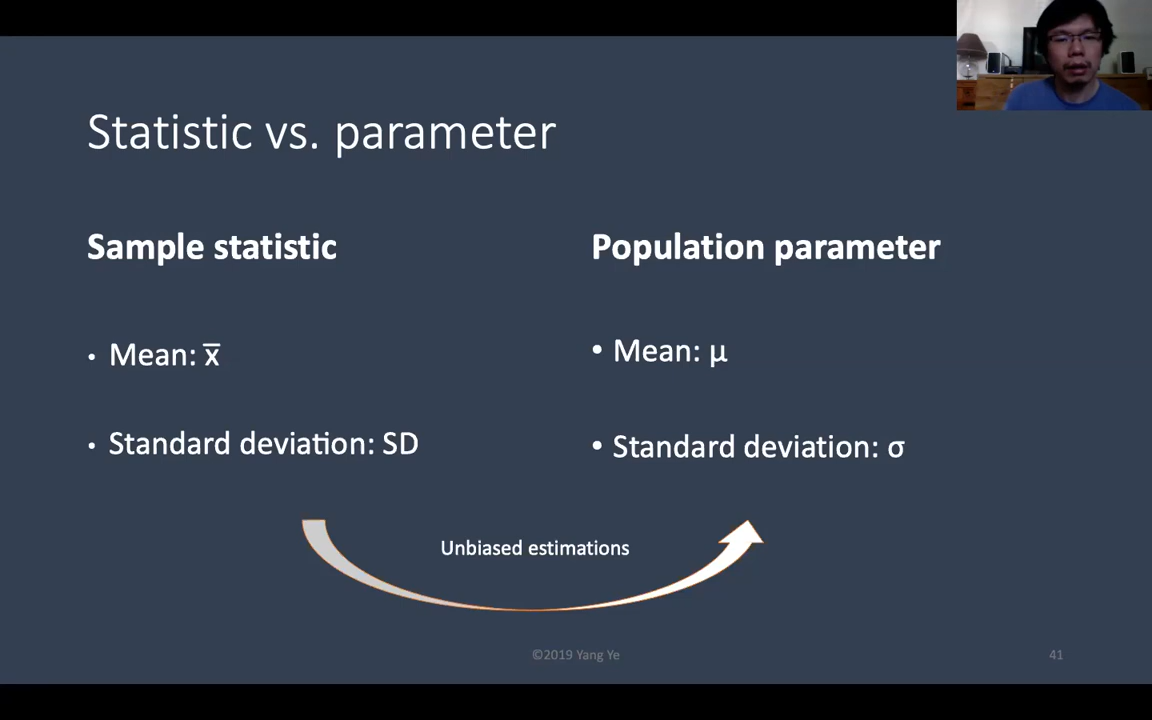 Statistic vs. parameter
Sample statistic
• Mean: x̅
• Standard deviation: SD
Population parameter
• Mean: μ
• Standard deviation: σ
Unbiased estimations
©2019 Yang Ye
41